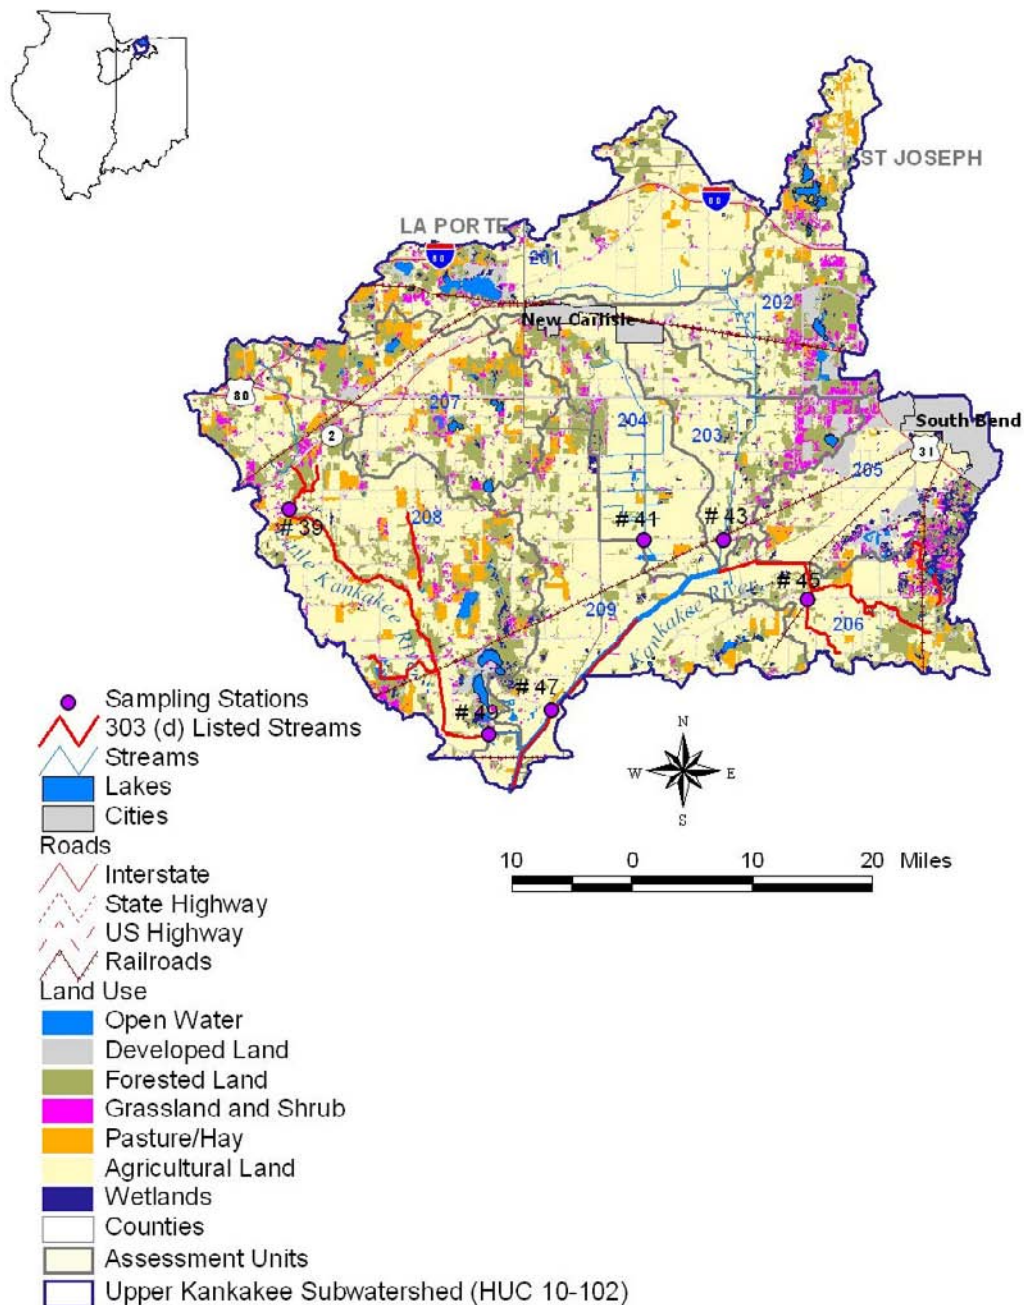 ST JOSEPH
LA PORTE
80
80
201
202
New Carlisle
80
207
204
203
South Bend
2
31
205
# 39
208
# 41
# 43
Little Kankakee Ri
209
Kankakee River
# 45
206
# 47
# 49
Sampling Stations
303 (d) Listed Streams
Streams
Lakes
Cities
Roads
Interstate
State Highway
US Highway
Railroads
Land Use
Open Water
Developed Land
Forested Land
Grassland and Shrub
Pasture/Hay
Agricultural Land
Wetlands
Counties
Assessment Units
Upper Kankakee Subwatershed (HUC 10-102)
N
W
E
S
10 0 10 20 Miles